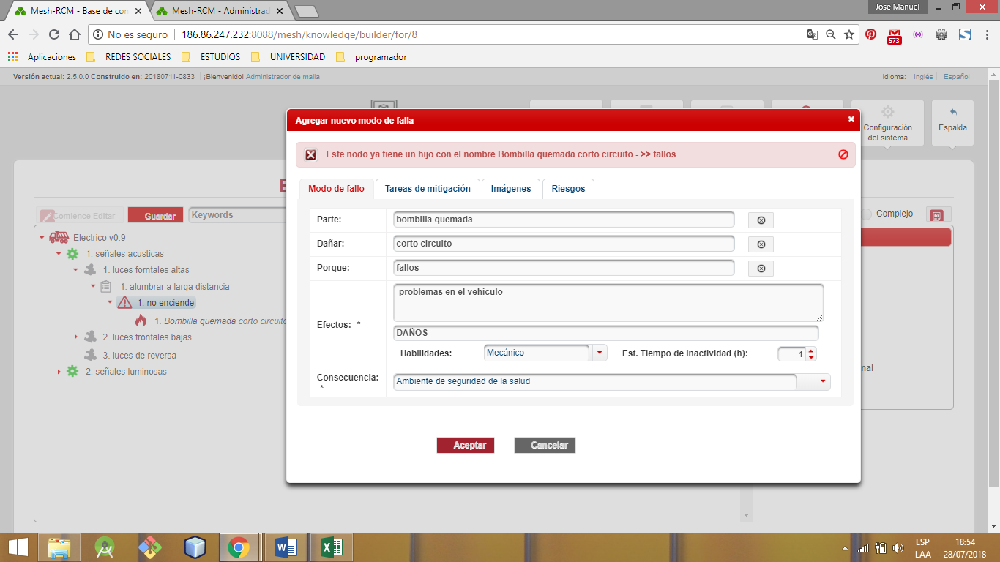 Mesh-RCM - Base de con
Mesh-RCM - Administrad
Jose Manuel
No es seguro
186.86.247.232:8088/mesh/knowledge/builder/for/8
573
Aplicaciones
REDES SOCIALES
ESTUDIOS
UNIVERSIDAD
programador
Versión actual: 2.5.0.0 Construido en: 20180711-0833
¡Bienvenido! Administrador de malla
Idioma: Inglés Español
Configuración del sistema
Espalda
Agregar nuevo modo de falla
Este nodo ya tiene un hijo con el nombre Bombilla quemada corto circuito - >> fallos
Modo de fallo
Tareas de mitigación
Imágenes
Riesgos
Comience Editar
Guardar
Keywords
Complejo
Electrico v0.9
1. señales acusticas
1. luces forntales altas
1. alumbrar a larga distancia
1. no enciende
1. Bombilla quemada corto circuito
2. luces frontales bajas
3. luces de reversa
2. señales luminosas
Parte:
bombilla quemada
Dañar:
corto circuito
Porque:
fallos
Efectos: *
problemas en el vehiculo
DAÑOS
Habilidades:
Mecánico
Est. Tiempo de inactividad (h):
1
Consecuencia: *
Ambiente de seguridad de la salud
nal
Aceptar
Cancelar
ESP
LAA
18:54
28/07/2018